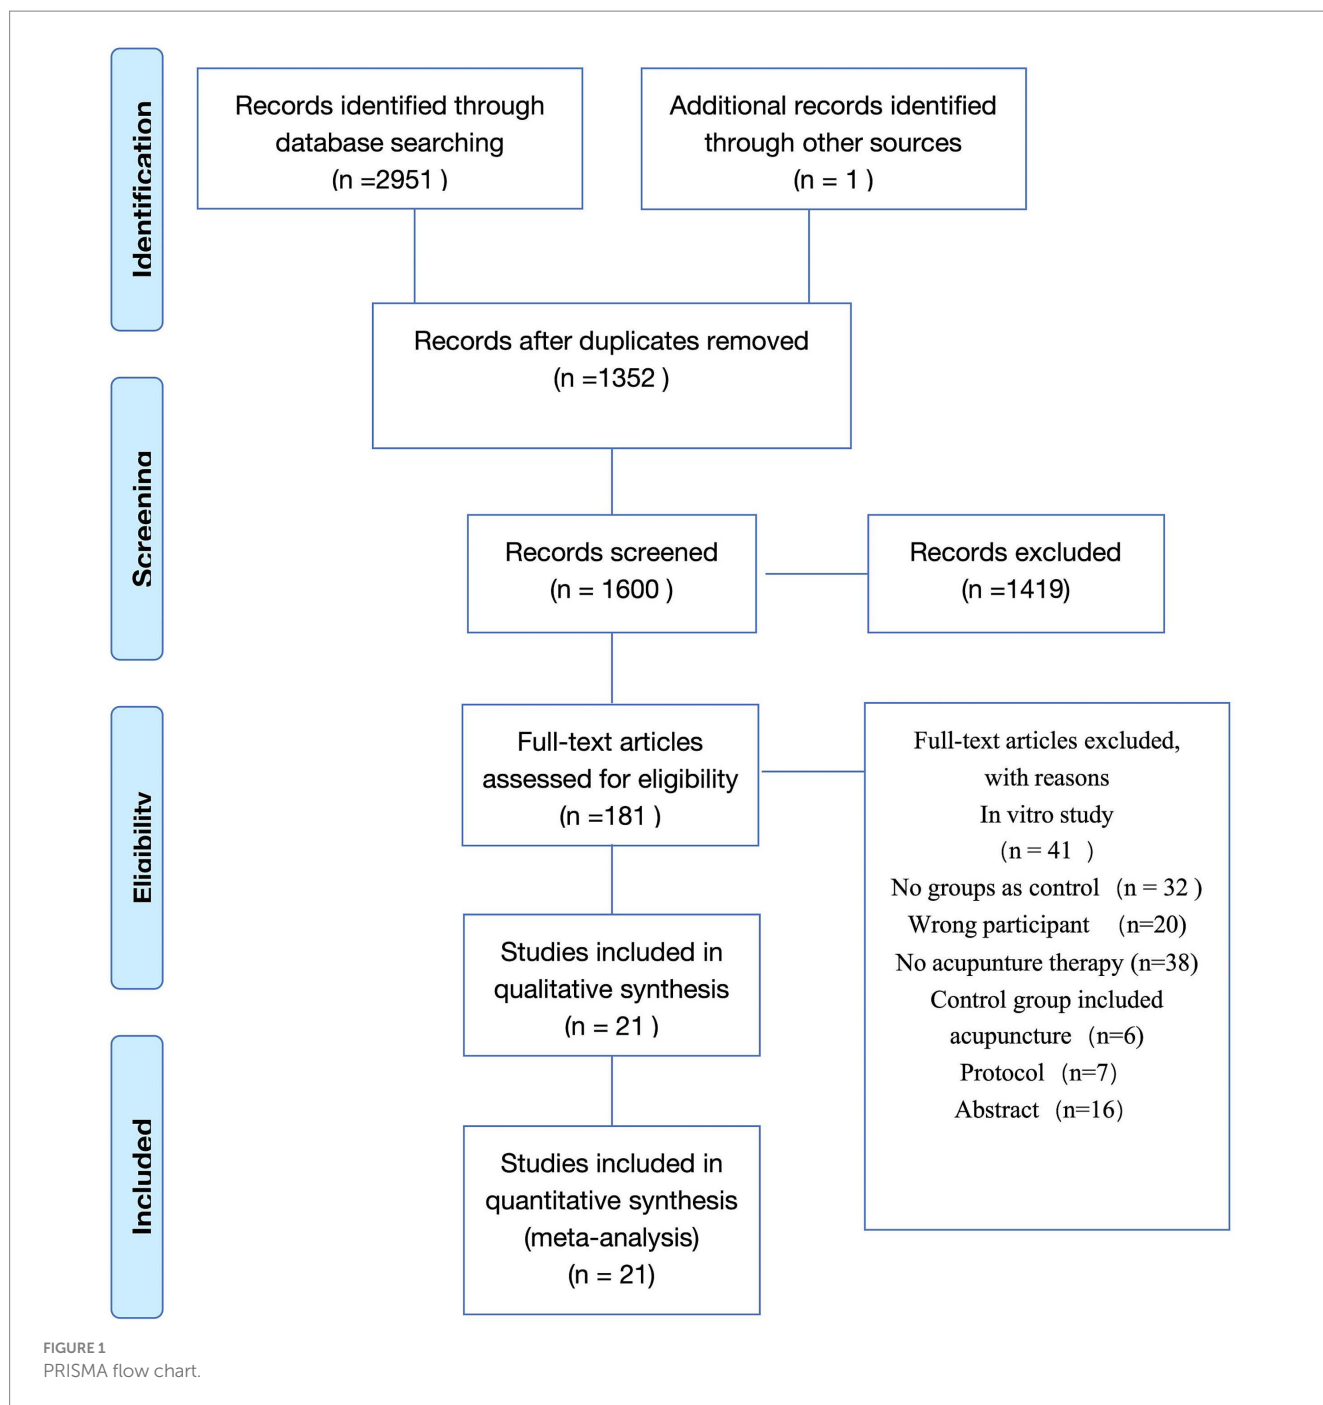 Identification
Records identified through
database searching
(n =2951 )
Additional records identified
through other sources
(n = 1 )
Records after duplicates removed
(n =1352 )
Screening
Records screened
(n = 1600 )
Records excluded
(n =1419)
Eligibility
Full-text articles
assessed for eligibility
(n =181 )
Full-text articles excluded,
with reasons
In vitro study
(n = 41 )
No groups as control (n = 32 )
Wrong participant (n=20)
No acupunture therapy (n=38)
Control group included
acupuncture (n=6)
Protocol (n=7)
Abstract (n=16)
Studies included in
qualitative synthesis
(n = 21 )
Included
Studies included in
quantitative synthesis
(meta-analysis)
(n = 21)
FIGURE 1
PRISMA flow chart.